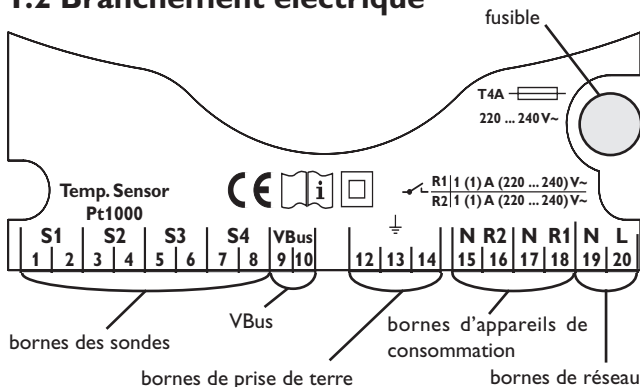 1.2 Branchement électrique
fusible
T4A
220 ... 240 V~
Temp. Sensor
Pt1000
CE i
R1 1 (1) A (220 ... 240) V~
R2 1 (1) A (220 ... 240) V~
S1 S2 S3 S4 VBus N R2 N R1 N L
1 2 3 4 5 6 7 8 9 10 12 13 14 15 16 17 18 19 20
bornes des sondes
VBus
bornes d'appareils de
consommation
bornes de prise de terre
bornes de réseau